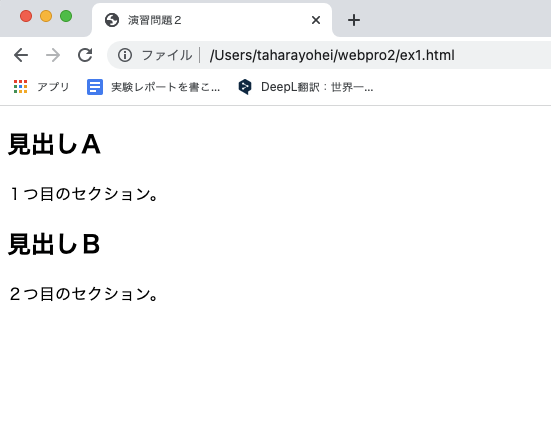 演習問題２
ファイル /Users/taharayohei/webpro2/ex1.html
アプリ 実験レポートを書こ... DeepL翻訳：世界一...
見出しＡ
１つ目のセクション。
見出しＢ
２つ目のセクション。